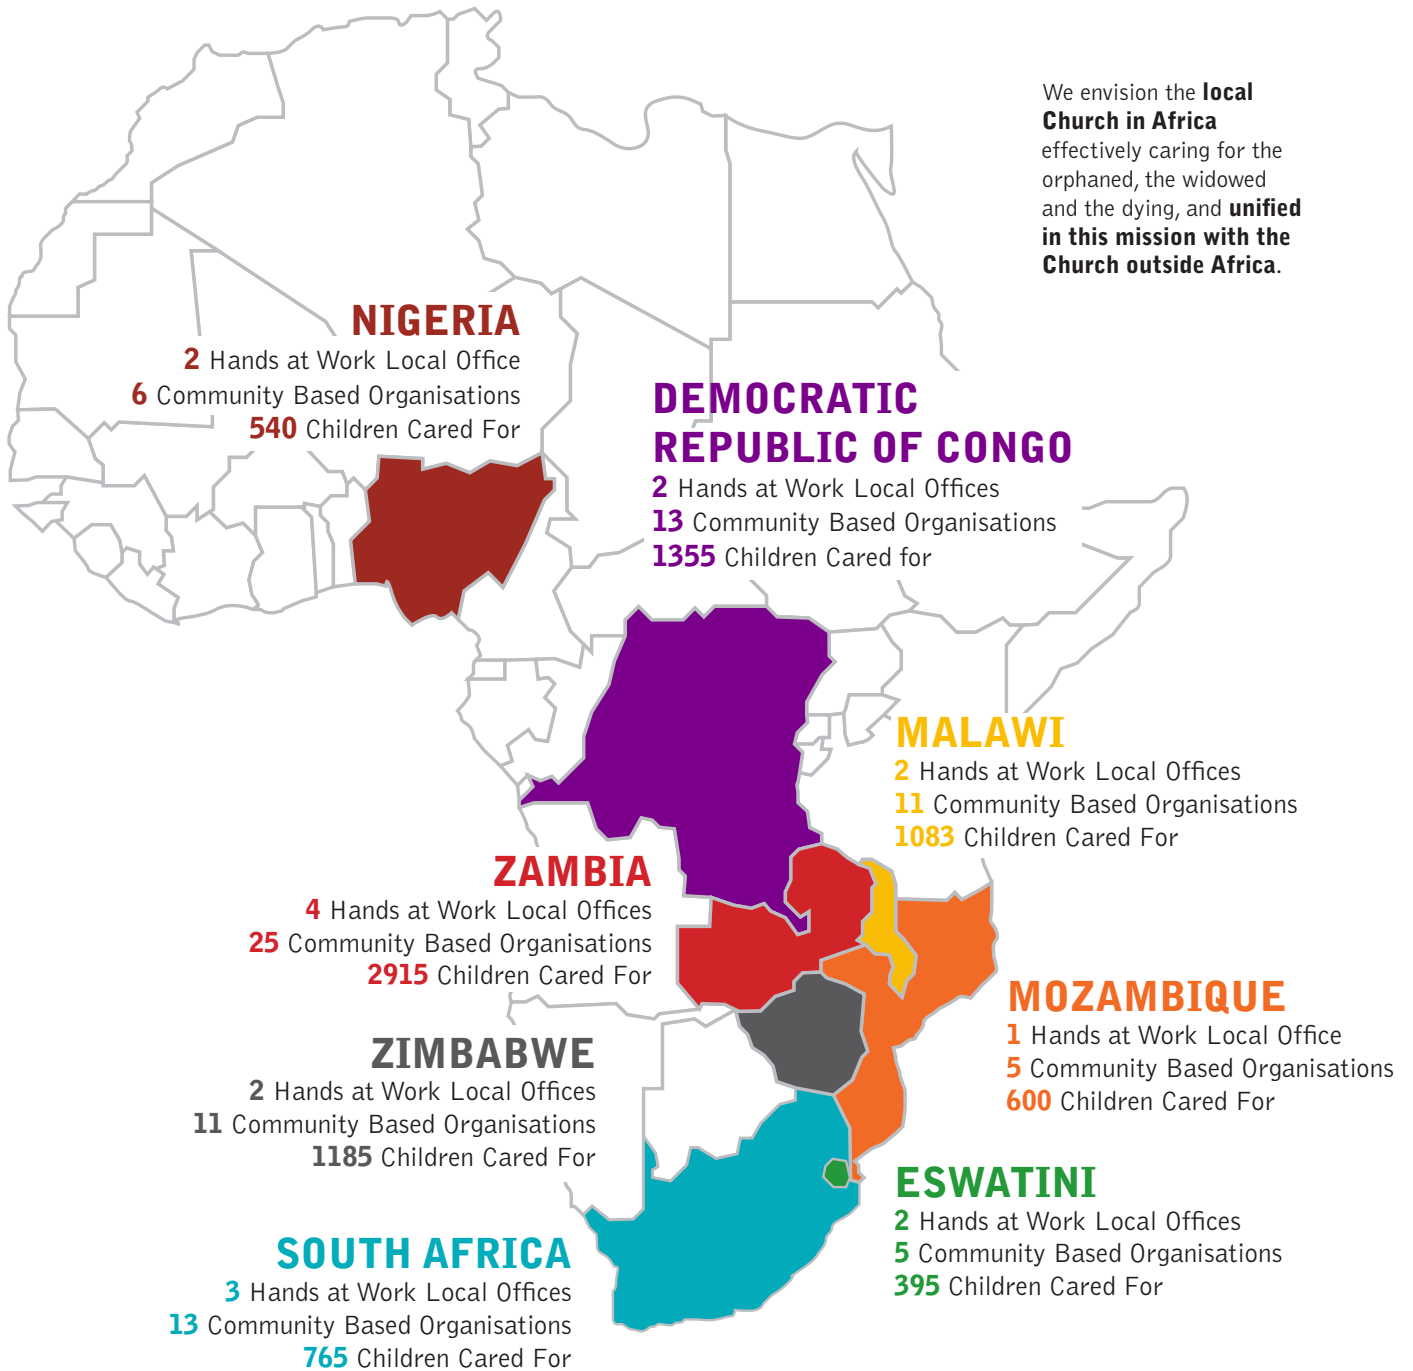 We envision the local
Church in Africa
effectively caring for the
orphaned, the widowed
and the dying, and unified
in this mission with the
Church outside Africa.
NIGERIA
2 Hands at Work Local Office
6 Community Based Organisations
540 Children Cared For
DEMOCRATIC
REPUBLIC OF CONGO
2 Hands at Work Local Offices
13 Community Based Organisations
1355 Children Cared for
MALAWI
2 Hands at Work Local Offices
11 Community Based Organisations
1083 Children Cared For
ZAMBIA
4 Hands at Work Local Offices
25 Community Based Organisations
2915 Children Cared For
MOZAMBIQUE
1 Hands at Work Local Office
5 Community Based Organisations
600 Children Cared For
ZIMBABWE
2 Hands at Work Local Offices
11 Community Based Organisations
1185 Children Cared For
ESWATINI
2 Hands at Work Local Offices
5 Community Based Organisations
395 Children Cared For
SOUTH AFRICA
3 Hands at Work Local Offices
13 Community Based Organisations
765 Children Cared For